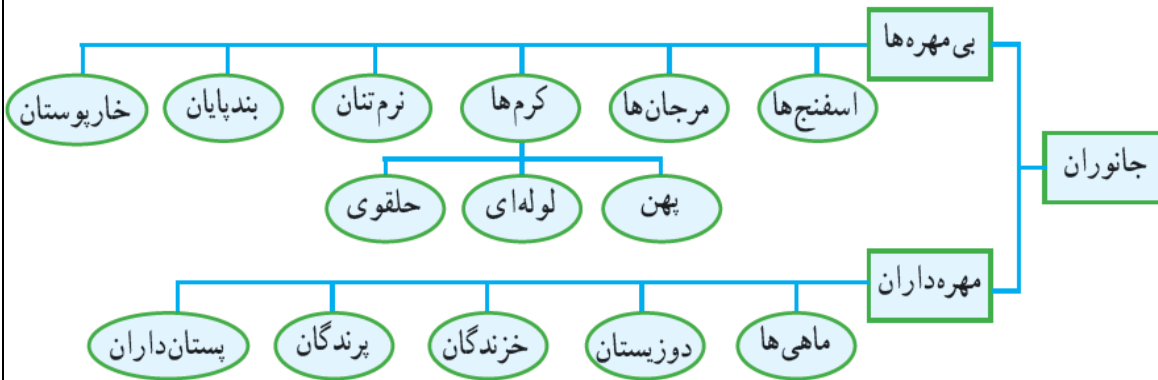 جانوران
بی‌مهره‌ها
اسفنج‌ها
مرجان‌ها
کرم‌ها
نرم‌تنان
بندپایان
خارپوستان
پهن
لوله‌ای
حلقوی
مهره‌داران
ماهی‌ها
دوزیستان
خزندگان
پرندگان
پستان‌داران